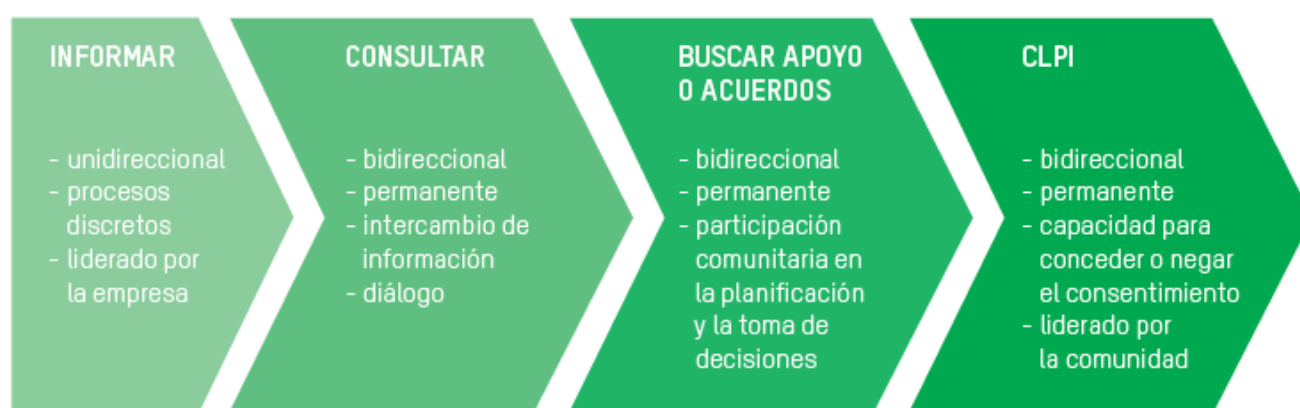 INFORMAR
- unidireccional
- procesos
discretos
- liderado por
la empresa
CONSULTAR
- bidireccional
- permanente
- intercambio de
información
- diálogo
BUSCAR APOYO
O ACUERDOS
- bidireccional
- permanente
- participación
comunitaria en
la planificación
y la toma de
decisiones
CLPI
- bidireccional
- permanente
- capacidad para
conceder o negar
el consentimiento
- liderado por
la comunidad